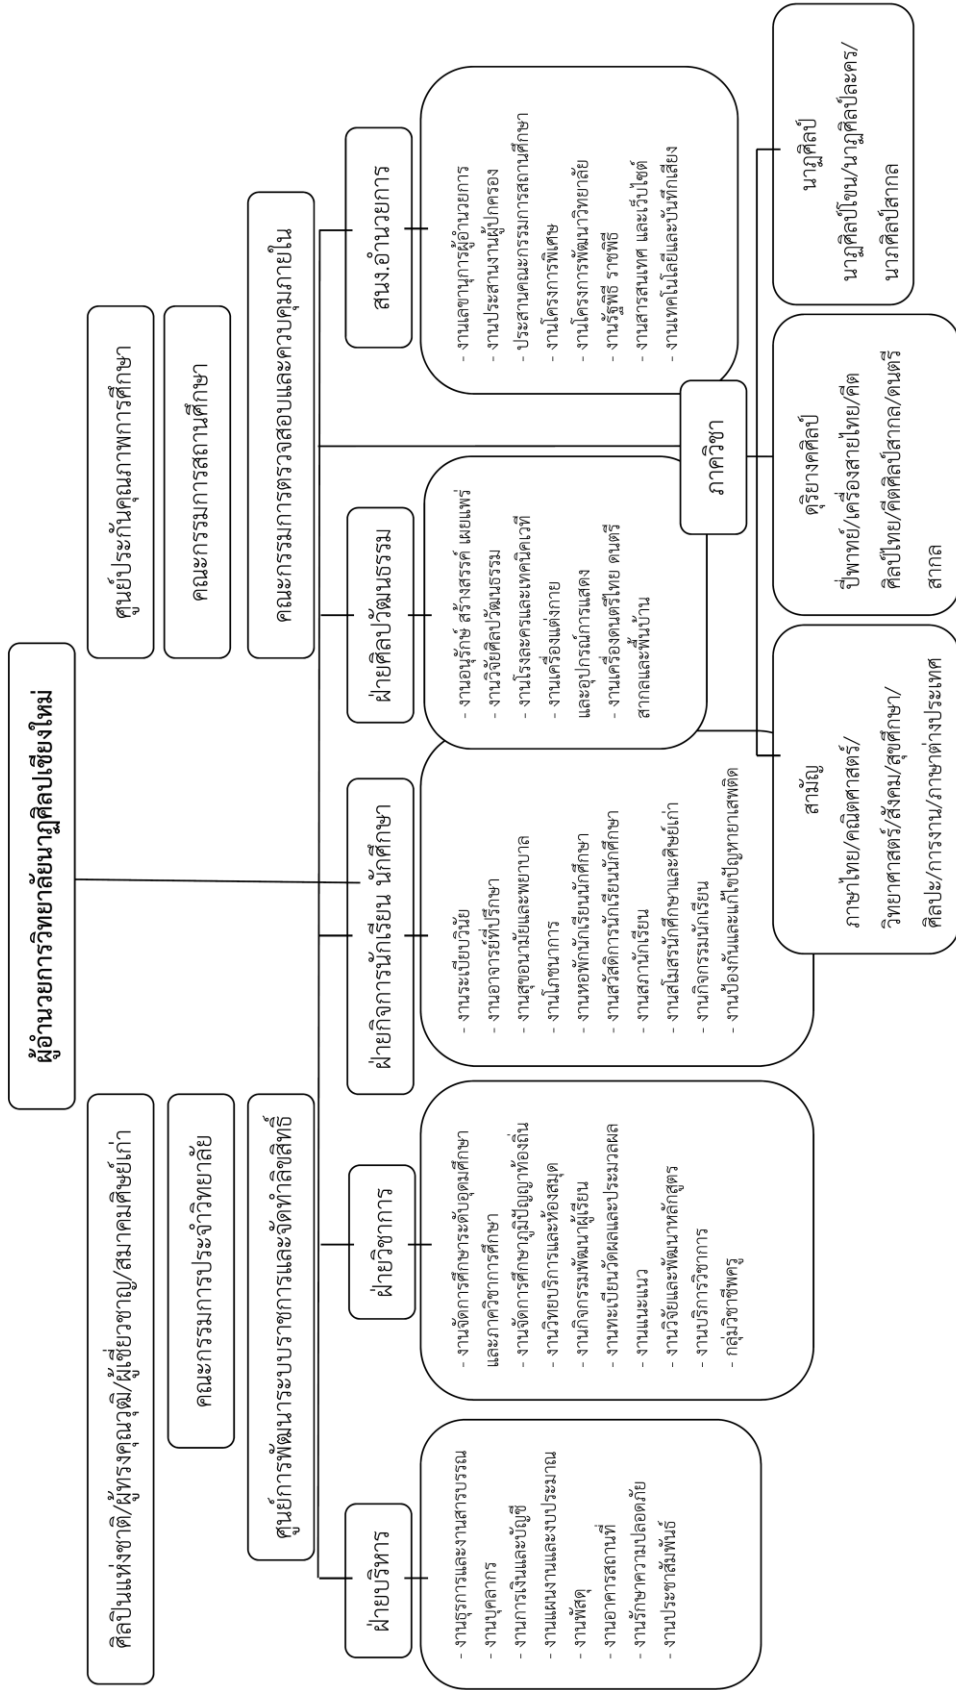 ผู้อำนวยการวิทยาลัยนาฏศิลปเชียงใหม่
ศิลปินแห่งชาติ/ผู้ทรงคุณวุฒิ/ผู้เชี่ยวชาญ/สมาคมศิษย์เก่า
ศูนย์ประกันคุณภาพการศึกษา
คณะกรรมการประจำวิทยาลัย
คณะกรรมการสถานศึกษา
ศูนย์การพัฒนาระบบราชการและจัดทำลิขสิทธิ์
คณะกรรมการตรวจสอบและควบคุมภายใน
ฝ่ายบริหาร
- งานธุรการและงานสารบรรณ
- งานบุคลากร
- งานการเงินและบัญชี
- งานแผนงานและงบประมาณ
- งานพัสดุ
- งานอาคารสถานที่
- งานรักษาความปลอดภัย
- งานประชาสัมพันธ์
ฝ่ายวิชาการ
- งานจัดการศึกษาระดับอุดมศึกษา
และภาควิชาการศึกษา
- งานจัดการศึกษาภูมิปัญญาท้องถิ่น
- งานวิทยบริการและห้องสมุด
- งานกิจกรรมพัฒนาผู้เรียน
- งานทะเบียนวัดผลและประมวลผล
- งานแนะแนว
- งานวิจัยและพัฒนาหลักสูตร
- งานบริการวิชาการ
- กลุ่มวิชาชีพครู
ฝ่ายกิจการนักเรียน นักศึกษา
- งานระเบียบวินัย
- งานอาจารย์ที่ปรึกษา
- งานสุขอนามัยและพยาบาล
- งานโภชนาการ
- งานหอพักนักเรียนนักศึกษา
- งานสวัสดิการนักเรียนนักศึกษา
- งานสภานักเรียน
- งานสโมสรนักศึกษาและศิษย์เก่า
- งานกิจกรรมนักเรียน
- งานป้องกันและแก้ไขปัญหายาเสพติด
ฝ่ายศิลปวัฒนธรรม
- งานอนุรักษ์ สร้างสรรค์ เผยแพร่
- งานวิจัยศิลปวัฒนธรรม
- งานโรงละครและเทคนิคเวที
- งานเครื่องแต่งกาย
และอุปกรณ์การแสดง
- งานเครื่องดนตรีไทย ดนตรี
สากลและพื้นบ้าน
สนง.อำนวยการ
- งานเลขานุการผู้อำนวยการ
- งานประสานงานผู้ปกครอง
- ประสานคณะกรรมการสถานศึกษา
- งานโครงการพิเศษ
- งานโครงการพัฒนาวิทยาลัย
- งานรัฐพิธี ราชพิธี
- งานสารสนเทศ และเว็บไซต์
- งานเทคโนโลยีและบันทึกเสียง
ภาควิชา
สามัญ
ภาษาไทย/คณิตศาสตร์/
วิทยาศาสตร์/สังคม/สุขศึกษา/
ศิลปะ/การงาน/ภาษาต่างประเทศ
ดุริยางคศิลป์
ปี่พาทย์/เครื่องสายไทย/คีต
ศิลป์ไทย/คีตศิลป์สากล/ดนตรี
สากล
นาฏศิลป์
นาฏศิลป์โขน/นาฏศิลป์ละคร/
นาภศิลป์สากล